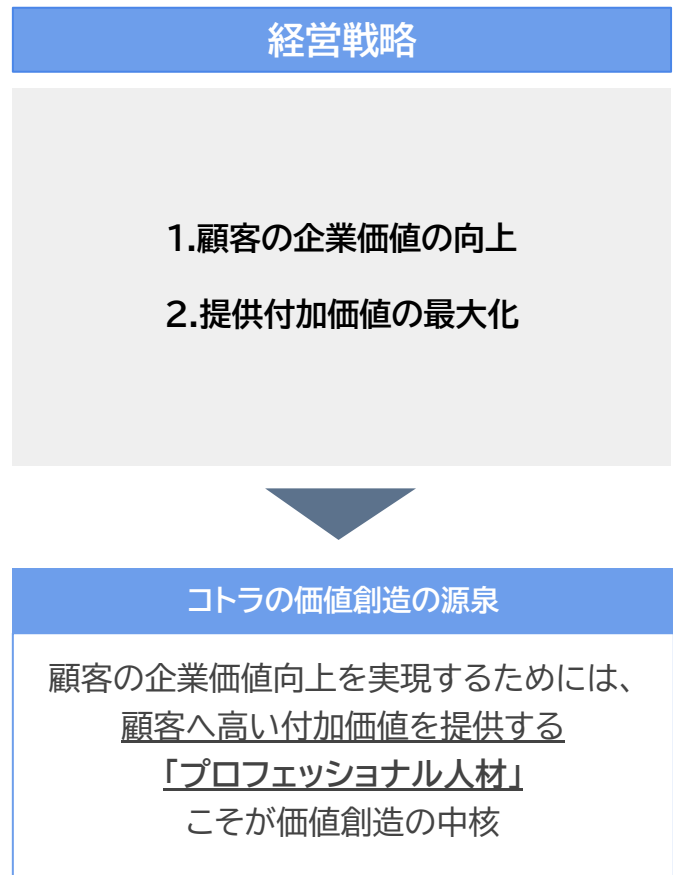 経営戦略
1.顧客の企業価値の向上
2.提供付加価値の最大化
コトラの価値創造の源泉
顧客の企業価値向上を実現するためには、
顧客へ高い付加価値を提供する
「プロフェッショナル人材」
こそが価値創造の中核